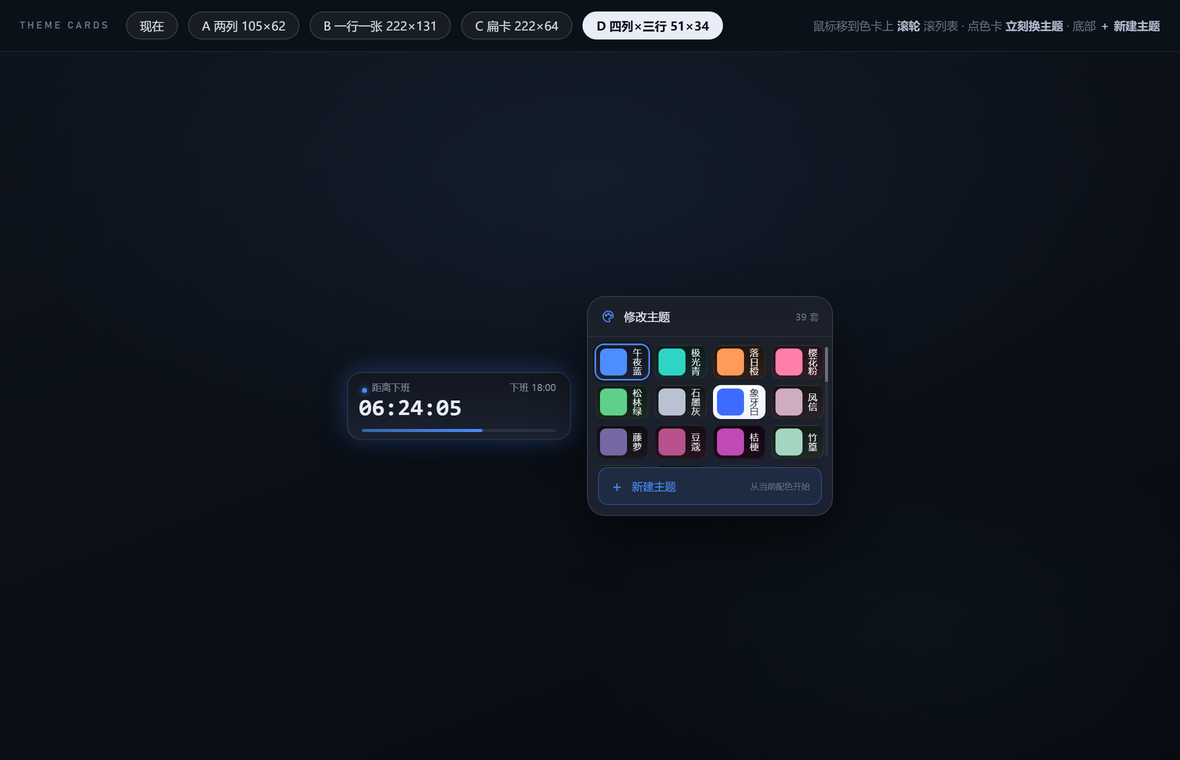 THEME CARDS 现在 A 两列 105×62 B 一行一张 222×131 C 扁卡 222×64 D 四列×三行 51×34 鼠标移到色卡上 滚轮 滚列表 · 点色卡 立刻换主题 · 底部 + 新建主题
修改主题 39 套
午夜蓝 极光青 落日橙 樱花粉
距离下班 下班 18:00
06:24:05
松林绿 石墨灰 象牙白 凤信
藤萝 豆蔻 桔梗 竹篁
+ 新建主题 从当前配色开始